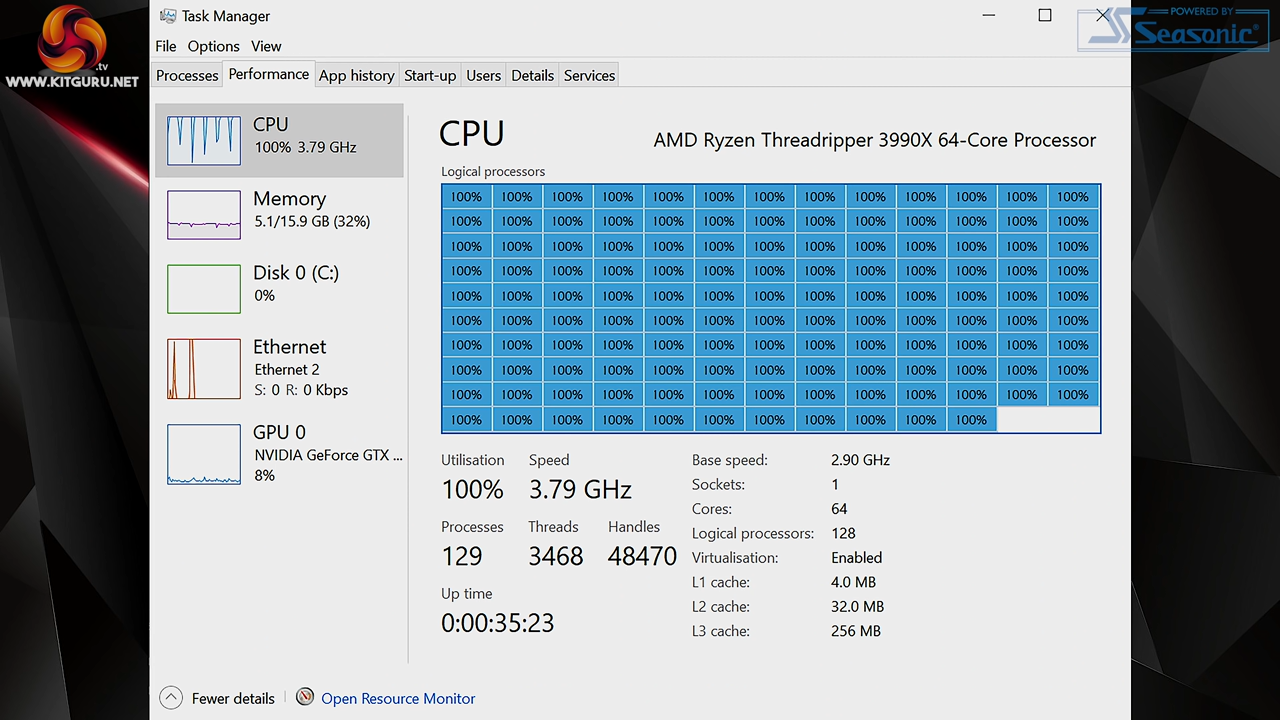 Task Manager
POWERED BY
Seasonic
.tv
WWW.KITGURU.NET
File Options View
Processes Performance App history Start-up Users Details Services
CPU
100% 3.79 GHz
Memory
5.1/15.9 GB (32%)
Disk 0 (C:)
0%
Ethernet
Ethernet 2
S: 0 R: 0 Kbps
GPU 0
NVIDIA GeForce GTX ...
8%
CPU
AMD Ryzen Threadripper 3990X 64-Core Processor
Logical processors
100% 100% 100% 100% 100% 100% 100% 100% 100% 100% 100% 100% 100%
100% 100% 100% 100% 100% 100% 100% 100% 100% 100% 100% 100% 100%
100% 100% 100% 100% 100% 100% 100% 100% 100% 100% 100% 100% 100%
100% 100% 100% 100% 100% 100% 100% 100% 100% 100% 100% 100% 100%
100% 100% 100% 100% 100% 100% 100% 100% 100% 100% 100% 100% 100%
100% 100% 100% 100% 100% 100% 100% 100% 100% 100% 100% 100% 100%
100% 100% 100% 100% 100% 100% 100% 100% 100% 100% 100% 100% 100%
100% 100% 100% 100% 100% 100% 100% 100% 100% 100% 100% 100% 100%
100% 100% 100% 100% 100% 100% 100% 100% 100% 100% 100% 100% 100%
100% 100% 100% 100% 100% 100% 100% 100% 100% 100% 100%
Utilisation Speed
100% 3.79 GHz
Processes Threads Handles
129 3468 48470
Up time
0:00:35:23
Base speed: 2.90 GHz
Sockets: 1
Cores: 64
Logical processors: 128
Virtualisation: Enabled
L1 cache: 4.0 MB
L2 cache: 32.0 MB
L3 cache: 256 MB
Fewer details Open Resource Monitor